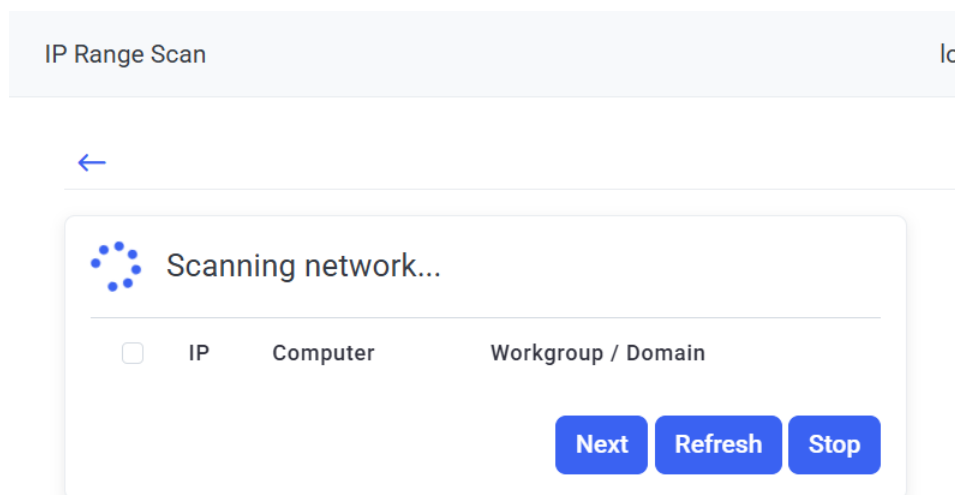 IP Range Scan
Scanning network...
IP Computer Workgroup / Domain
Next Refresh Stop